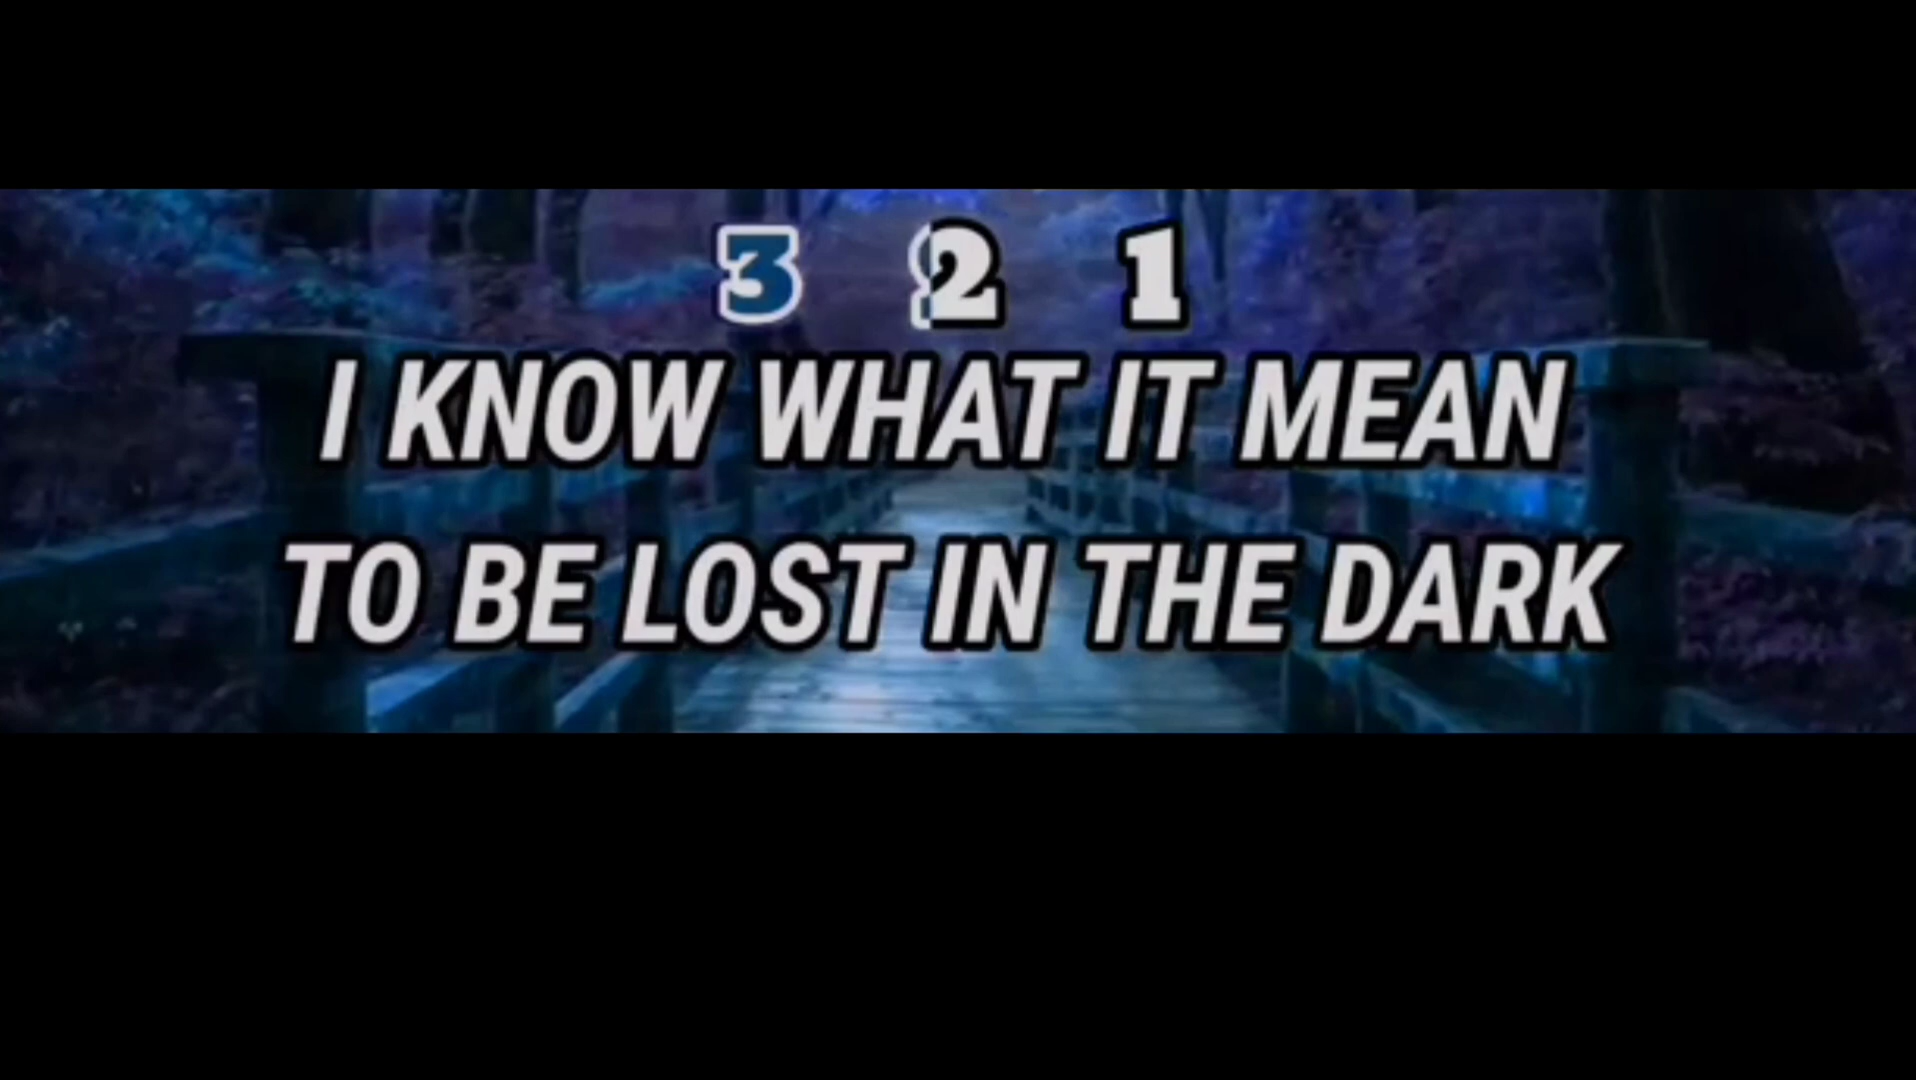 3 2 1
I KNOW WHAT IT MEAN
TO BE LOST IN THE DARK